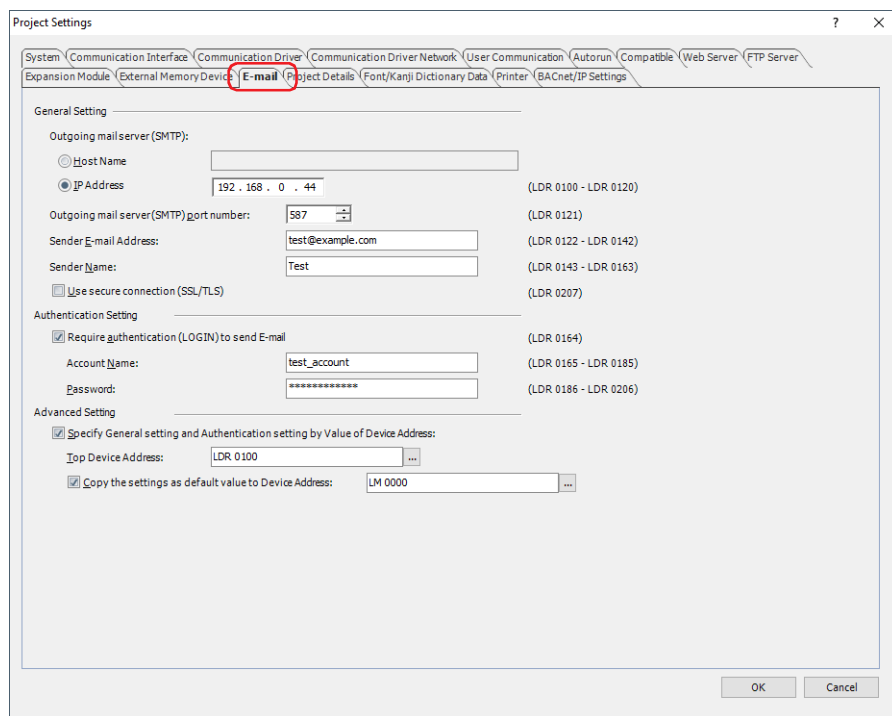 Project Settings ? ×
System Communication Interface Communication Driver Communication Driver Network User Communication Autorun Compatible Web Server FTP Server
Expansion Module External Memory Device E-mail Project Details Font/Kanji Dictionary Data Printer BACnet/IP Settings
General Setting
Outgoing mail server (SMTP):
Host Name
IP Address 192 . 168 . 0 . 44 (LDR 0100 - LDR 0120)
Outgoing mail server (SMTP) port number: 587 (LDR 0121)
Sender E-mail Address: test@example.com (LDR 0122 - LDR 0142)
Sender Name: Test (LDR 0143 - LDR 0163)
Use secure connection (SSL/TLS) (LDR 0207)
Authentication Setting
Require authentication (LOGIN) to send E-mail (LDR 0164)
Account Name: test_account (LDR 0165 - LDR 0185)
Password: ************ (LDR 0186 - LDR 0206)
Advanced Setting
Specify General setting and Authentication setting by Value of Device Address:
Top Device Address: LDR 0100 ...
Copy the settings as default value to Device Address: LM 0000 ...
OK Cancel